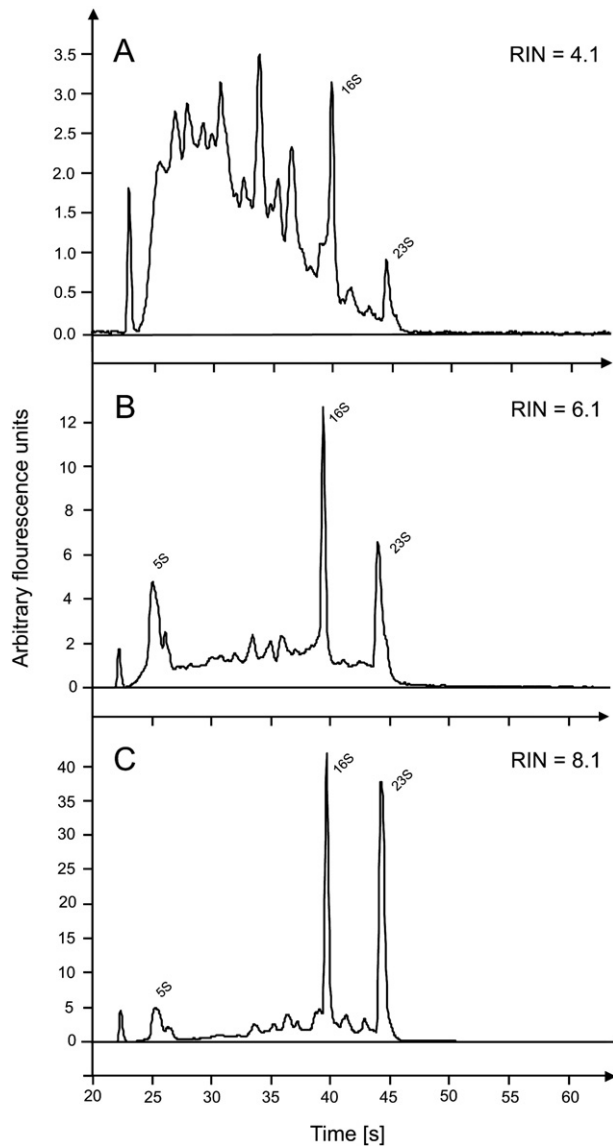 A
RIN = 4.1
3.5
3.0
2.5
2.0
1.5
1.0
0.5
0.0
16S
23S
B
RIN = 6.1
12
10
8
6
4
2
0
5S
16S
23S
C
RIN = 8.1
40
35
30
25
20
15
10
5
0
5S
16S
23S
Arbitrary flourescence units
20 25 30 35 40 45 50 55 60
Time [s]